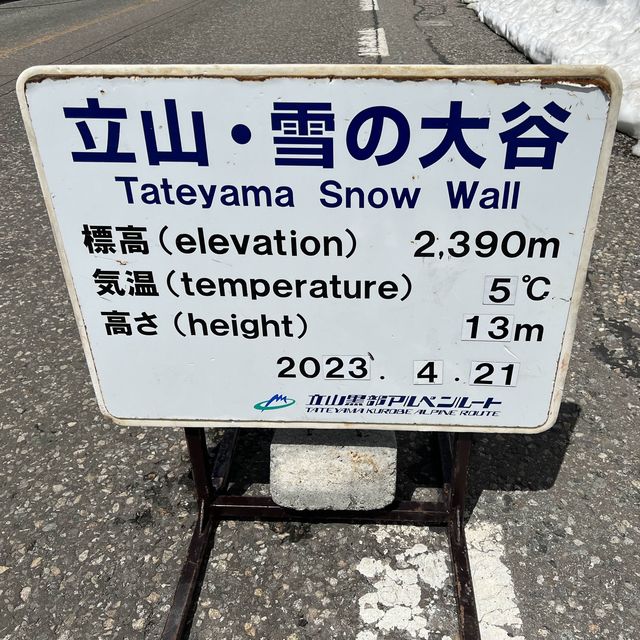 立山・雪の大谷
Tateyama Snow Wall
標高(elevation) 2,390m
気温(temperature) 5℃
高さ(height) 13m
2023. 4. 21
立山黒部アルペンルート
TATEYAMA KUROBE ALPINE ROUTE